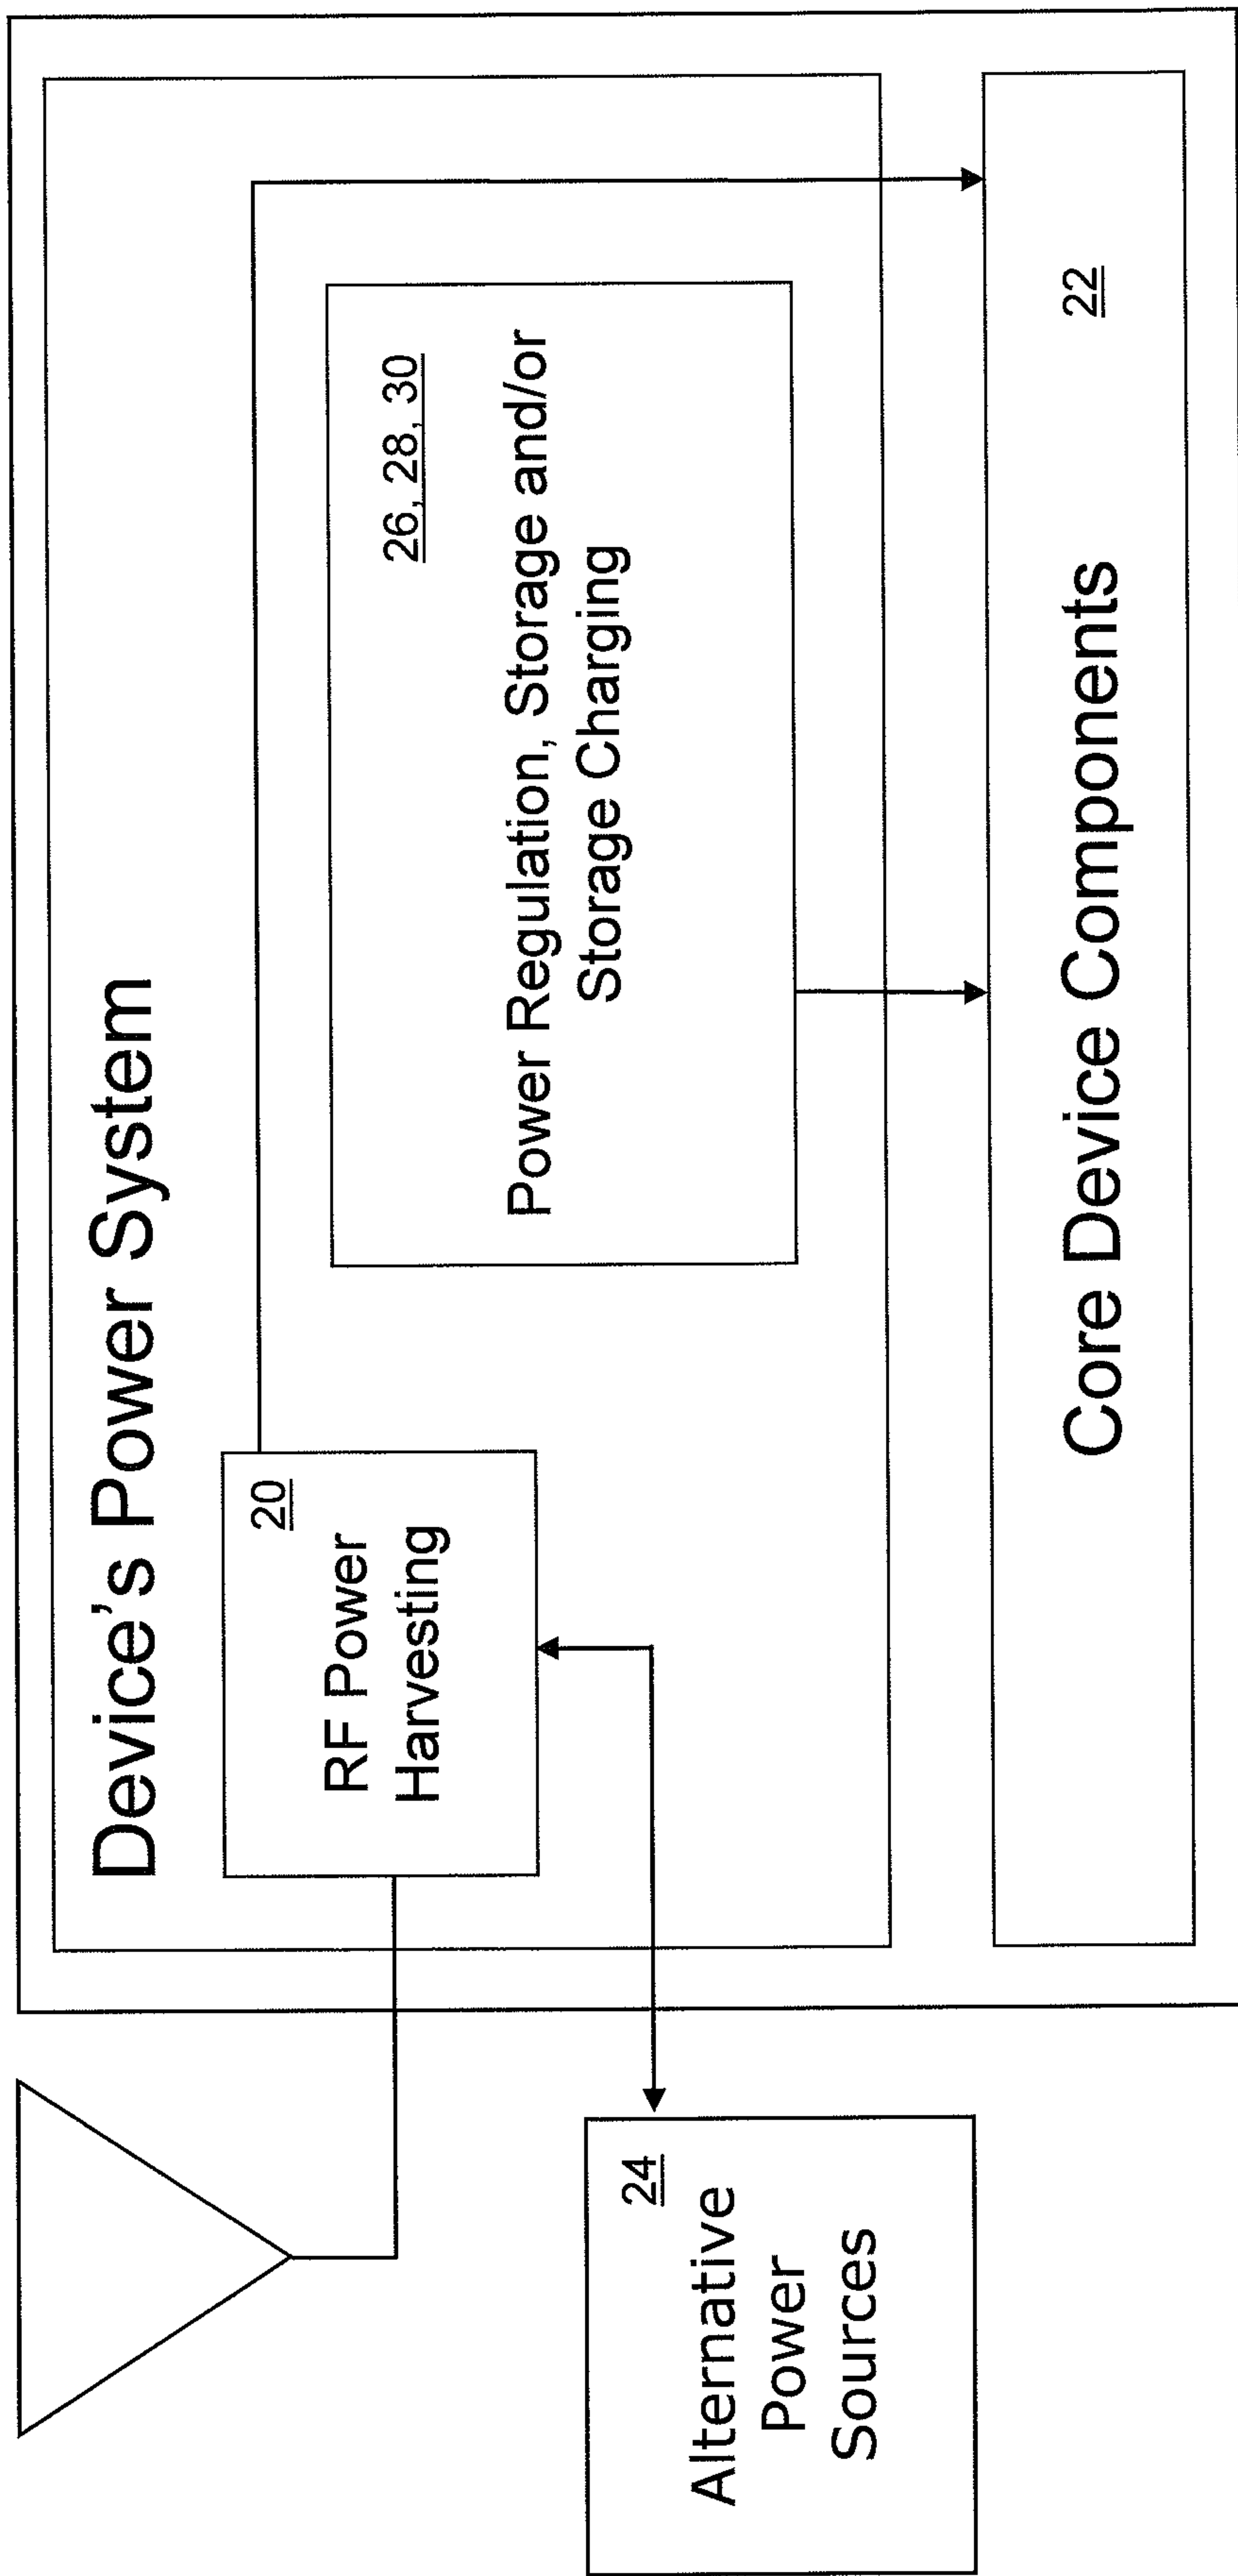 Device's Power System
20
RF Power
Harvesting
26, 28, 30
Power Regulation, Storage and/or
Storage Charging
24
Alternative
Power
Sources
Core Device Components
22